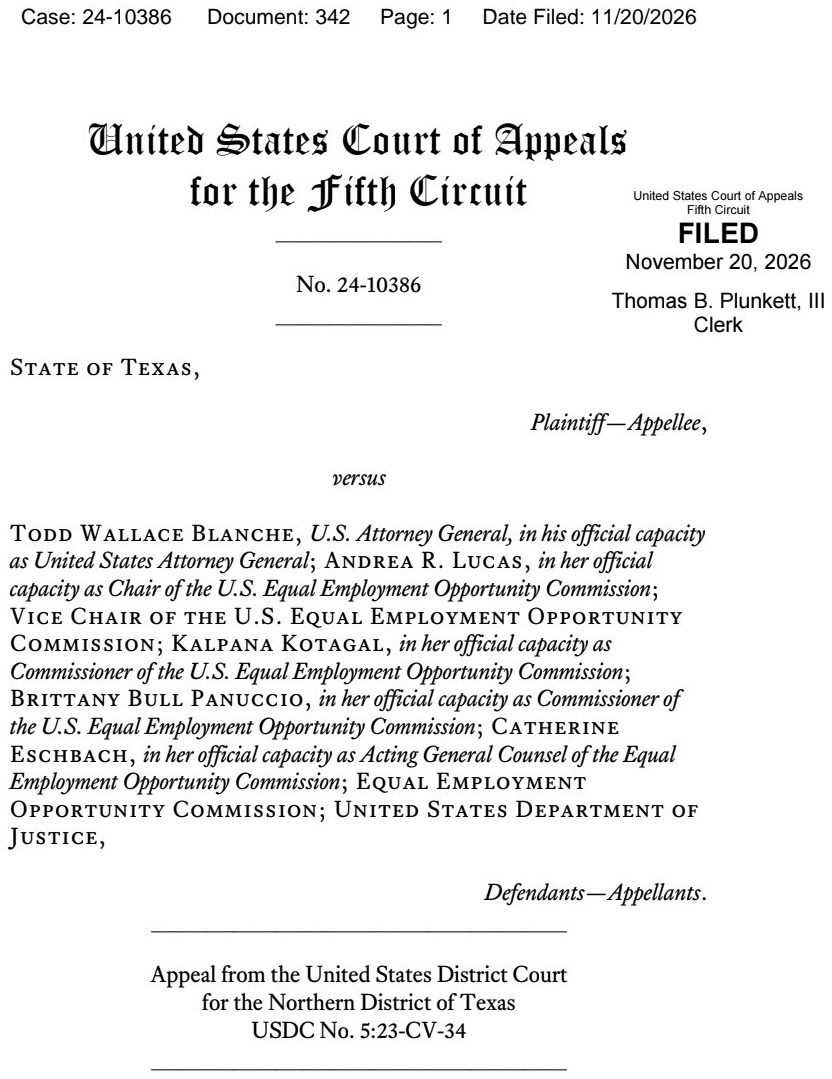 Case: 24-10386 Document: 342 Page: 1 Date Filed: 11/20/2026
United States Court of Appeals
for the Fifth Circuit
United States Court of Appeals
Fifth Circuit
FILED
November 20, 2026
Thomas B. Plunkett, III
Clerk
No. 24-10386
State of Texas,
Plaintiff—Appellee,
versus
Todd Wallace Blanche, U.S. Attorney General, in his official capacity
as United States Attorney General; Andrea R. Lucas, in her official
capacity as Chair of the U.S. Equal Employment Opportunity Commission;
Vice Chair of the U.S. Equal Employment Opportunity
Commission; Kalpana Kotagal, in her official capacity as
Commissioner of the U.S. Equal Employment Opportunity Commission;
Brittany Bull Panuccio, in her official capacity as Commissioner of
the U.S. Equal Employment Opportunity Commission; Catherine
Eschbach, in her official capacity as Acting General Counsel of the Equal
Employment Opportunity Commission; Equal Employment
Opportunity Commission; United States Department of
Justice,
Defendants—Appellants.
Appeal from the United States District Court
for the Northern District of Texas
USDC No. 5:23-CV-34